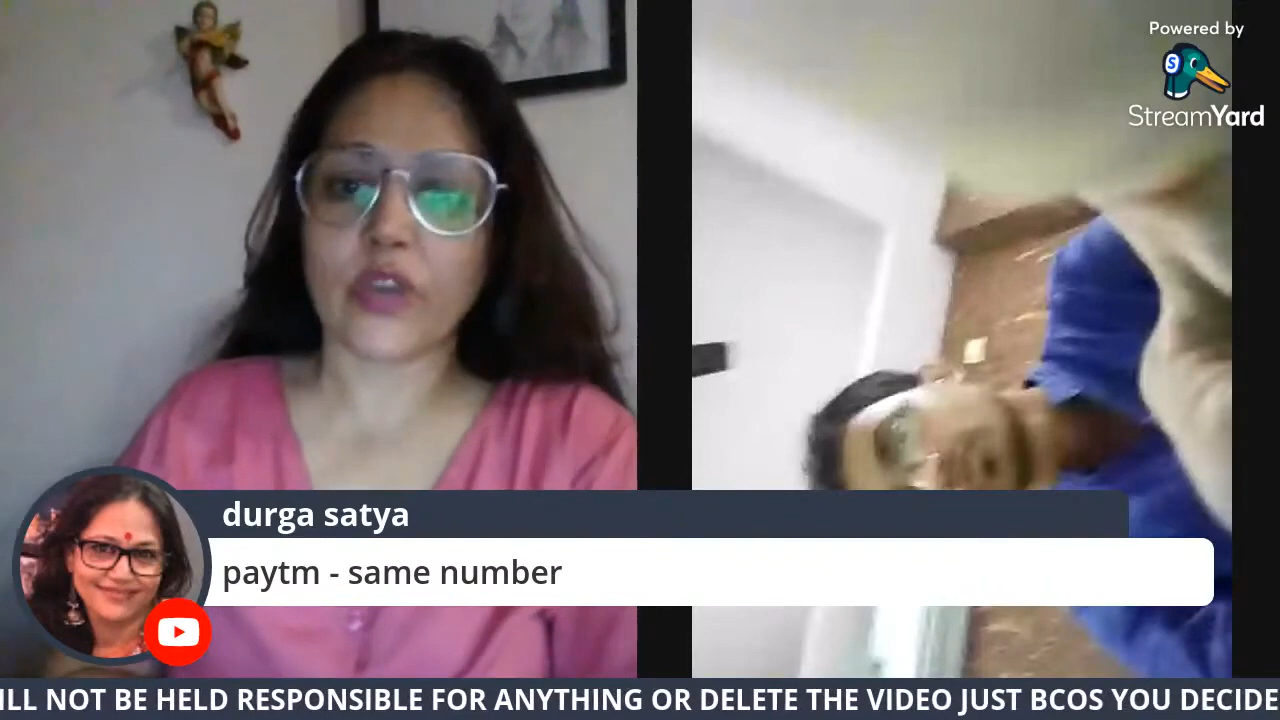 Powered by
StreamYard
durga satya
paytm - same number
ILL NOT BE HELD RESPONSIBLE FOR ANYTHING OR DELETE THE VIDEO JUST BCOS YOU DECIDE